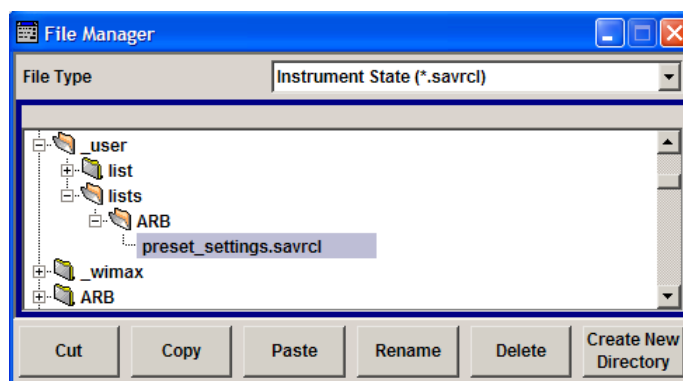 File Manager
File Type
Instrument State (*.savrcl)
_user
list
lists
ARB
preset_settings.savrcl
_wimax
ARB
Cut
Copy
Paste
Rename
Delete
Create New
Directory